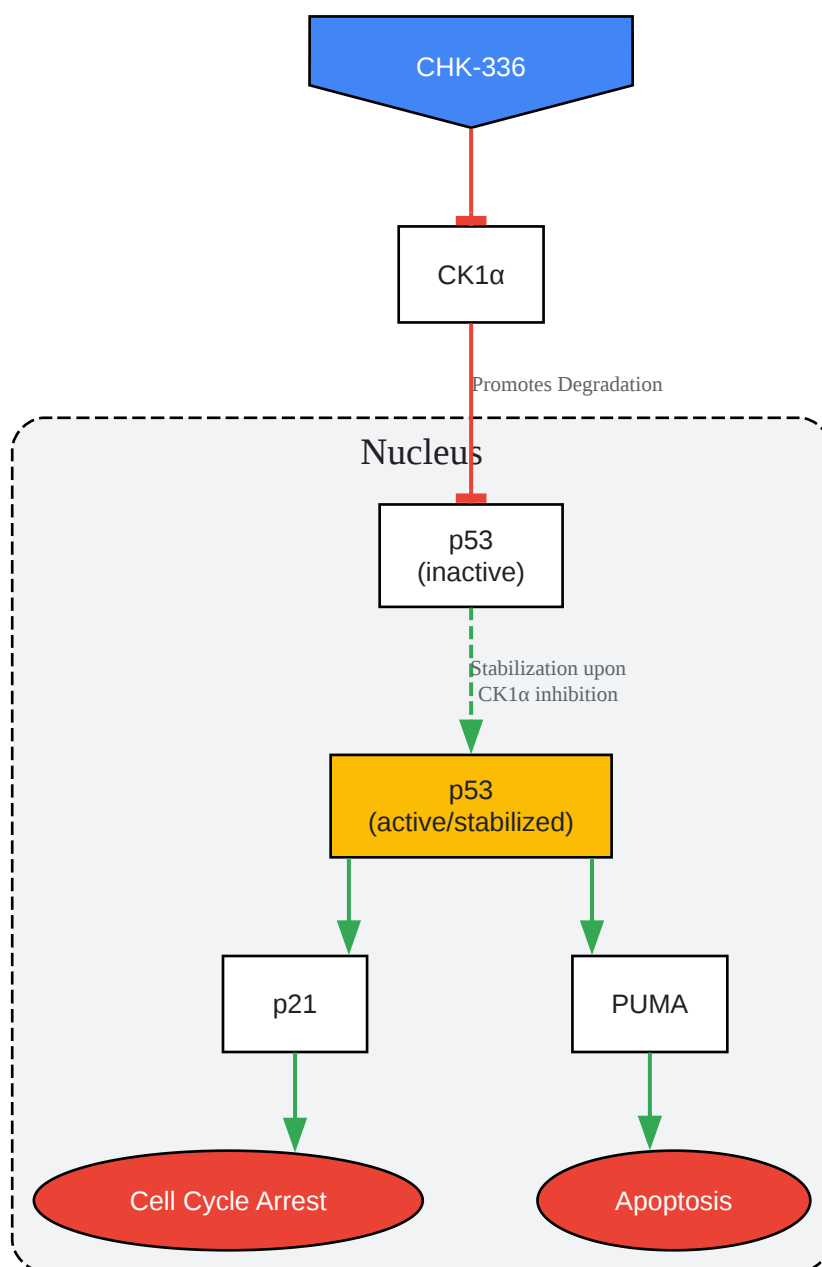 CHK-336
CK1α
Promotes Degradation
Nucleus
p53
(inactive)
Stabilization upon
CK1α inhibition
p53
(active/stabilized)
p21
PUMA
Cell Cycle Arrest
Apoptosis